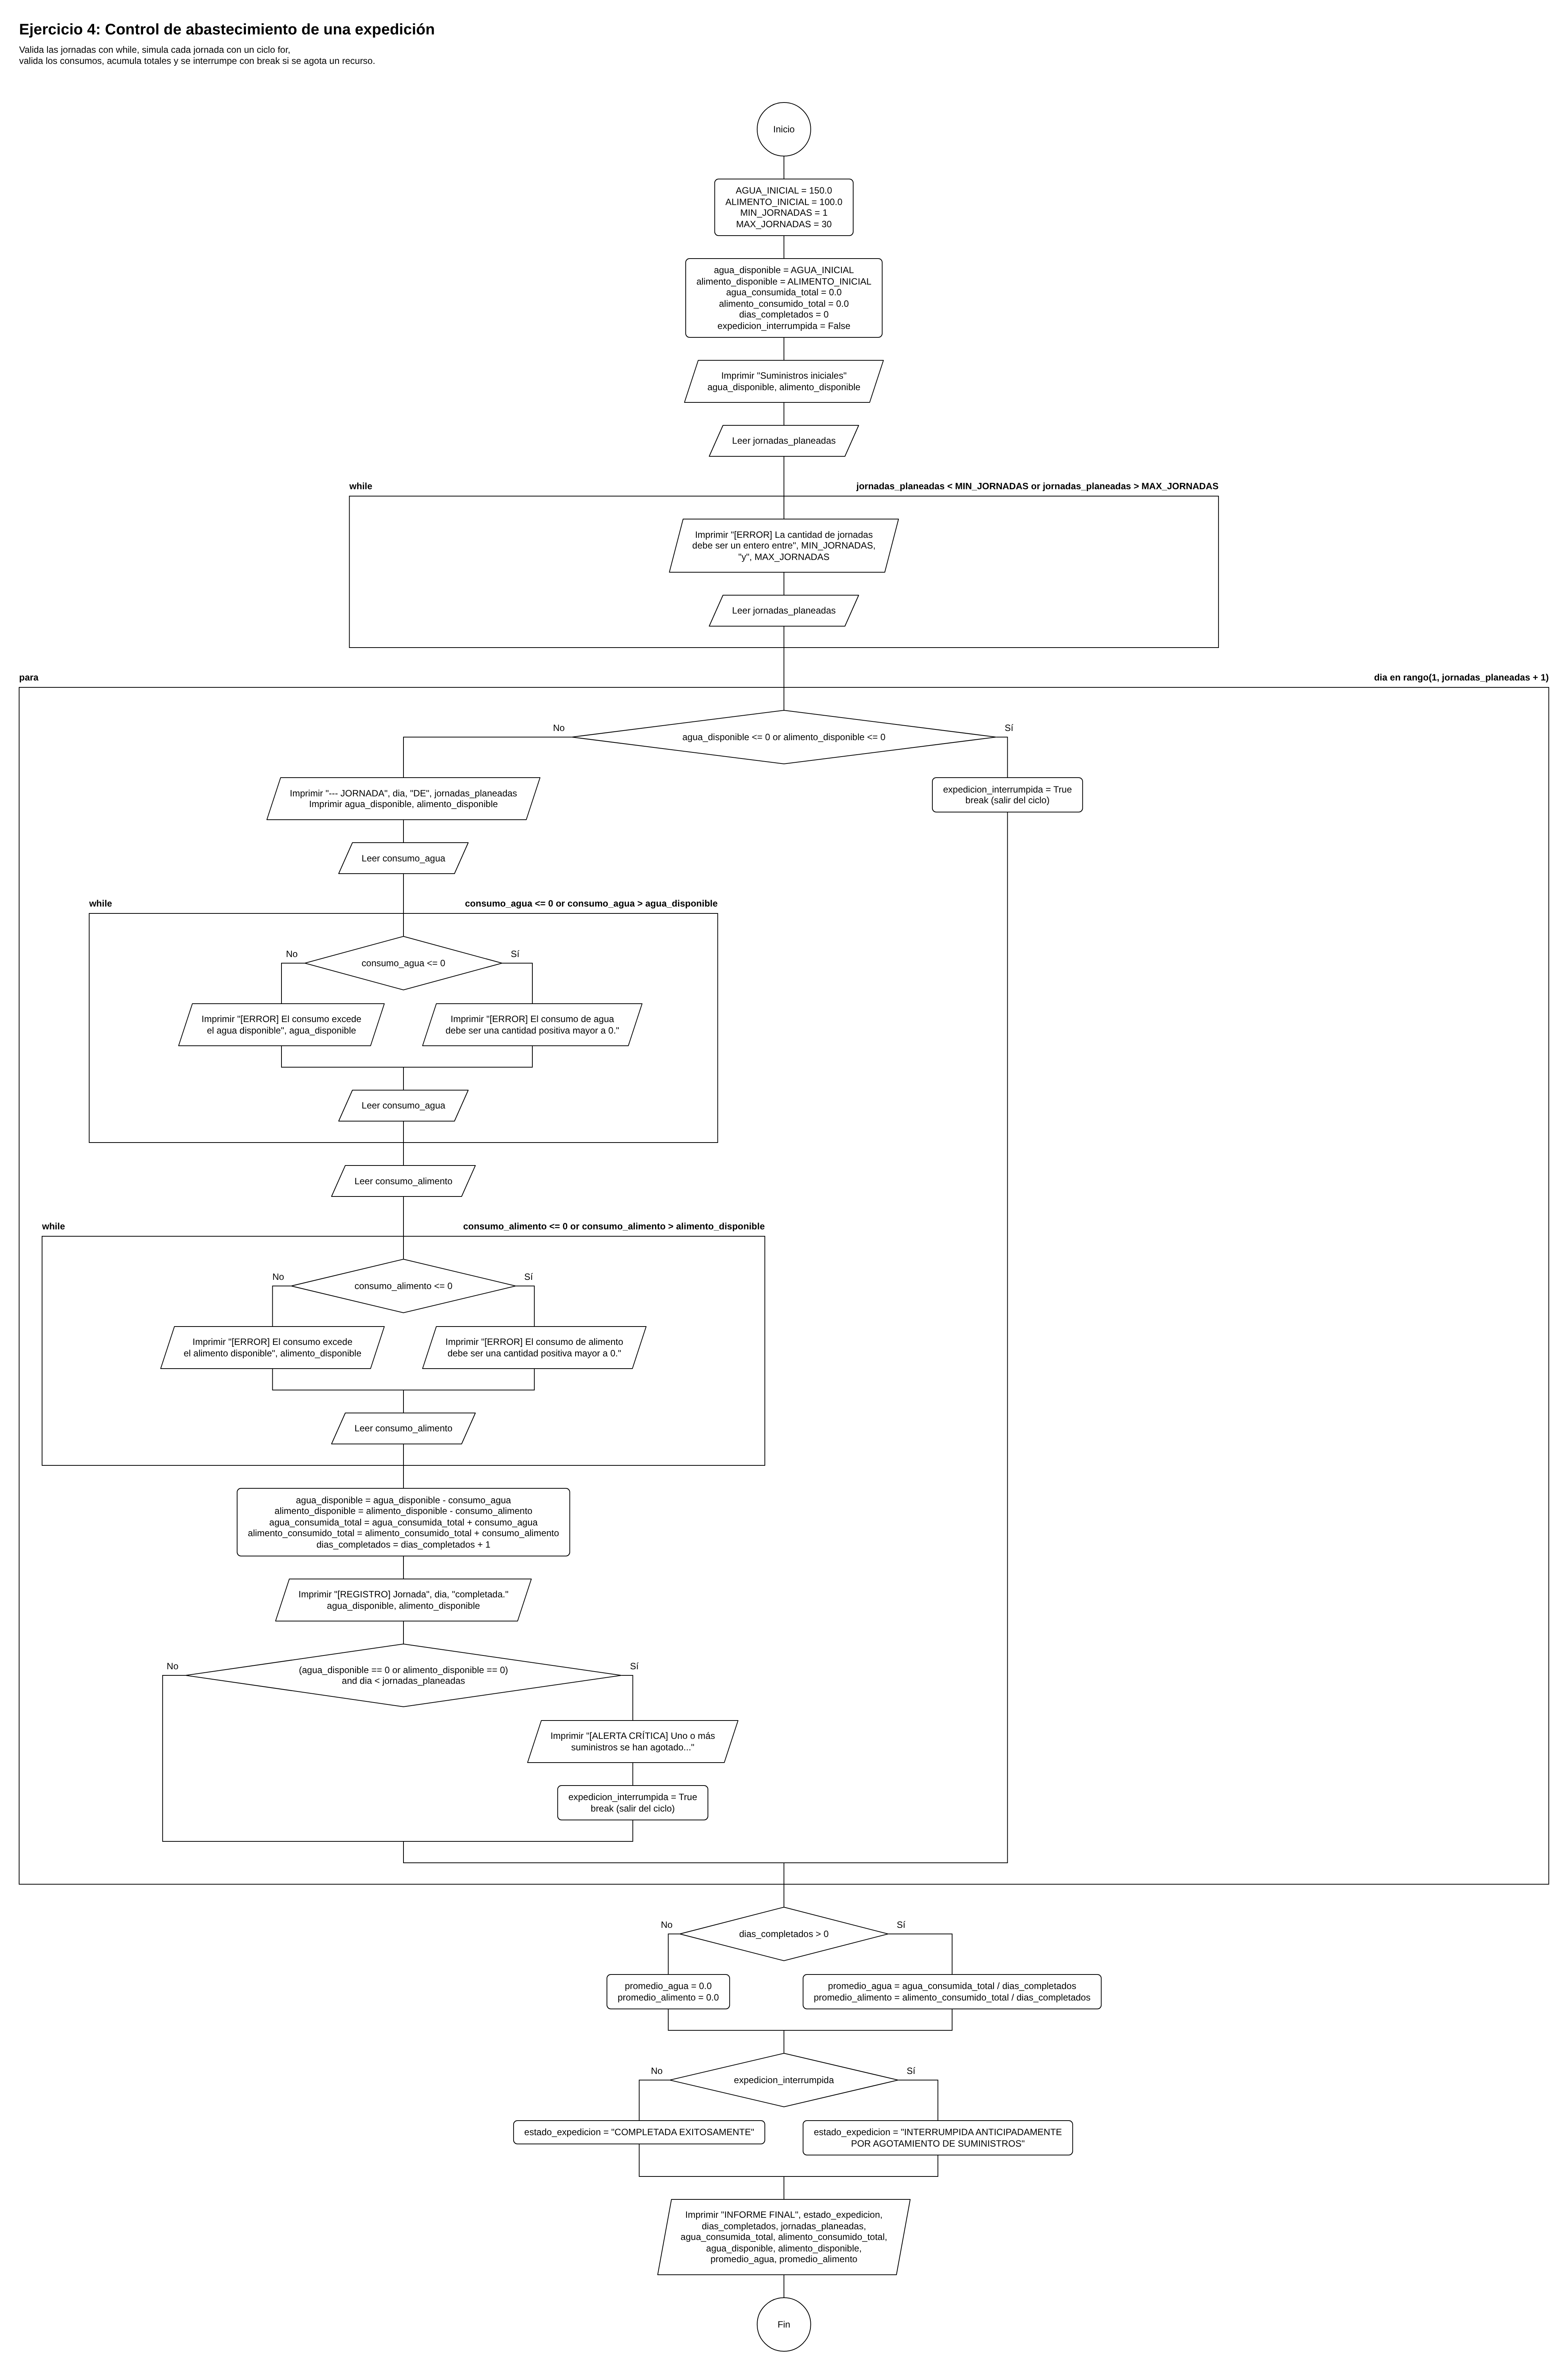 Ejercicio 4: Control de abastecimiento de una expedición
Valida las jornadas con while, simula cada jornada con un ciclo for,
valida los consumos, acumula totales y se interrumpe con break si se agota un recurso.
Inicio
AGUA_INICIAL = 150.0
ALIMENTO_INICIAL = 100.0
MIN_JORNADAS = 1
MAX_JORNADAS = 30
agua_disponible = AGUA_INICIAL
alimento_disponible = ALIMENTO_INICIAL
agua_consumida_total = 0.0
alimento_consumido_total = 0.0
dias_completados = 0
expedicion_interrumpida = False
Imprimir "Suministros iniciales"
agua_disponible, alimento_disponible
Leer jornadas_planeadas
while
jornadas_planeadas < MIN_JORNADAS or jornadas_planeadas > MAX_JORNADAS
Imprimir "[ERROR] La cantidad de jornadas
debe ser un entero entre", MIN_JORNADAS,
"y", MAX_JORNADAS
Leer jornadas_planeadas
para
dia en rango(1, jornadas_planeadas + 1)
No
agua_disponible <= 0 or alimento_disponible <= 0
Sí
Imprimir "--- JORNADA", dia, "DE", jornadas_planeadas
Imprimir agua_disponible, alimento_disponible
expedicion_interrumpida = True
break (salir del ciclo)
Leer consumo_agua
while
consumo_agua <= 0 or consumo_agua > agua_disponible
No
consumo_agua <= 0
Sí
Imprimir "[ERROR] El consumo excede
el agua disponible", agua_disponible
Imprimir "[ERROR] El consumo de agua
debe ser una cantidad positiva mayor a 0."
Leer consumo_agua
Leer consumo_alimento
while
consumo_alimento <= 0 or consumo_alimento > alimento_disponible
No
consumo_alimento <= 0
Sí
Imprimir "[ERROR] El consumo excede
el alimento disponible", alimento_disponible
Imprimir "[ERROR] El consumo de alimento
debe ser una cantidad positiva mayor a 0."
Leer consumo_alimento
agua_disponible = agua_disponible - consumo_agua
alimento_disponible = alimento_disponible - consumo_alimento
agua_consumida_total = agua_consumida_total + consumo_agua
alimento_consumido_total = alimento_consumido_total + consumo_alimento
dias_completados = dias_completados + 1
Imprimir "[REGISTRO] Jornada", dia, "completada."
agua_disponible, alimento_disponible
No
(agua_disponible == 0 or alimento_disponible == 0)
and dia < jornadas_planeadas
Sí
Imprimir "[ALERTA CRÍTICA] Uno o más
suministros se han agotado..."
expedicion_interrumpida = True
break (salir del ciclo)
No
dias_completados > 0
Sí
promedio_agua = 0.0
promedio_alimento = 0.0
promedio_agua = agua_consumida_total / dias_completados
promedio_alimento = alimento_consumido_total / dias_completados
No
expedicion_interrumpida
Sí
estado_expedicion = "COMPLETADA EXITOSAMENTE"
estado_expedicion = "INTERRUMPIDA ANTICIPADAMENTE
POR AGOTAMIENTO DE SUMINISTROS"
Imprimir "INFORME FINAL", estado_expedicion,
dias_completados, jornadas_planeadas,
agua_consumida_total, alimento_consumido_total,
agua_disponible, alimento_disponible,
promedio_agua, promedio_alimento
Fin